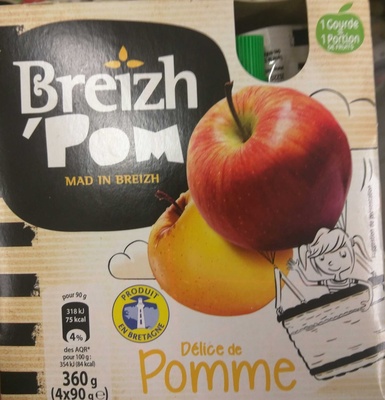 Breizh
'Pom
MAD IN BREIZH
1 Gourde
1 Portion
DE FRUITS
PRODUIT
EN BRETAGNE
pour 90 g
318 kJ
75 kcal
4%
des AQR*
pour 100 g :
354 kJ (84 kcal)
360 g
(4x90 g e)
Délice de
Pomme